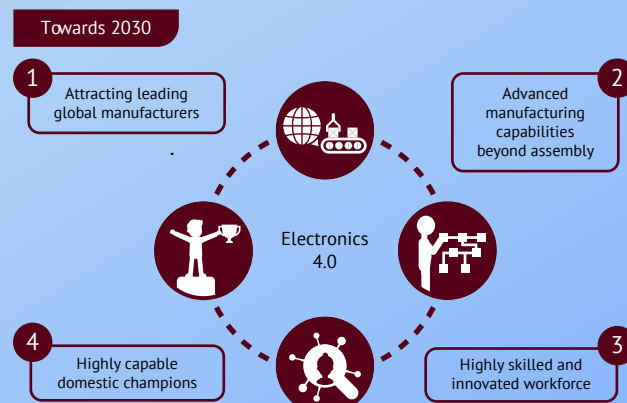 Towards 2030
1
Attracting leading
global manufacturers
.
2
Advanced
manufacturing
capabilities
beyond assembly
Electronics
4.0
4
Highly capable
domestic champions
3
Highly skilled and
innovated workforce